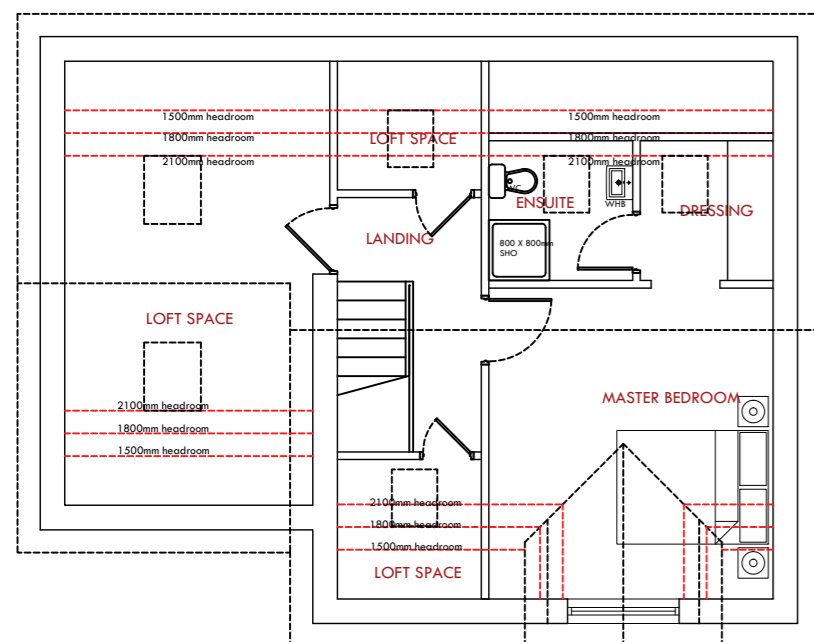 1500mm headroom
1500mm headroom
1800mm headroom
LOFT SPACE
1800mm headroom
2100mm headroom
2100mm headroom
WC
ENSUITE
WHB
DRESSING
LANDING
800 X 800mm
SHO
LOFT SPACE
MASTER BEDROOM
2100mm headroom
1800mm headroom
1500mm headroom
2100mm headroom
1800mm headroom
1500mm headroom
LOFT SPACE